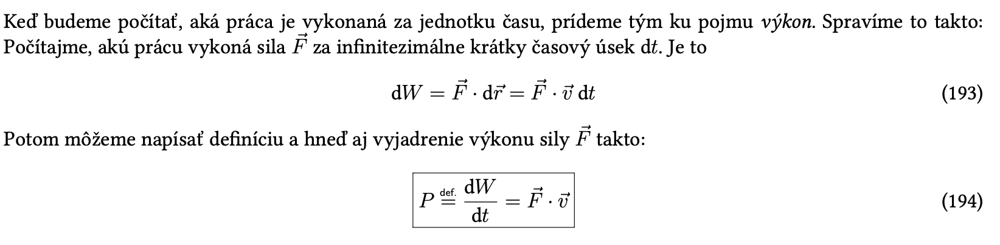 Keď budeme počítať, aká práca je vykonaná za jednotku času, prídeme tým ku pojmu výkon. Spravíme to takto:
Počítajme, akú prácu vykoná sila $\vec{F}$ za infinitezimálne krátky časový úsek d$t$. Je to
$\mathrm{d}W = \vec{F} \cdot \mathrm{d}\vec{r} = \vec{F} \cdot \vec{v}\,\mathrm{d}t$ (193)
Potom môžeme napísať definíciu a hneď aj vyjadrenie výkonu sily $\vec{F}$ takto:
$P \overset{\text{def.}}{=} \frac{\mathrm{d}W}{\mathrm{d}t} = \vec{F} \cdot \vec{v}$ (194)